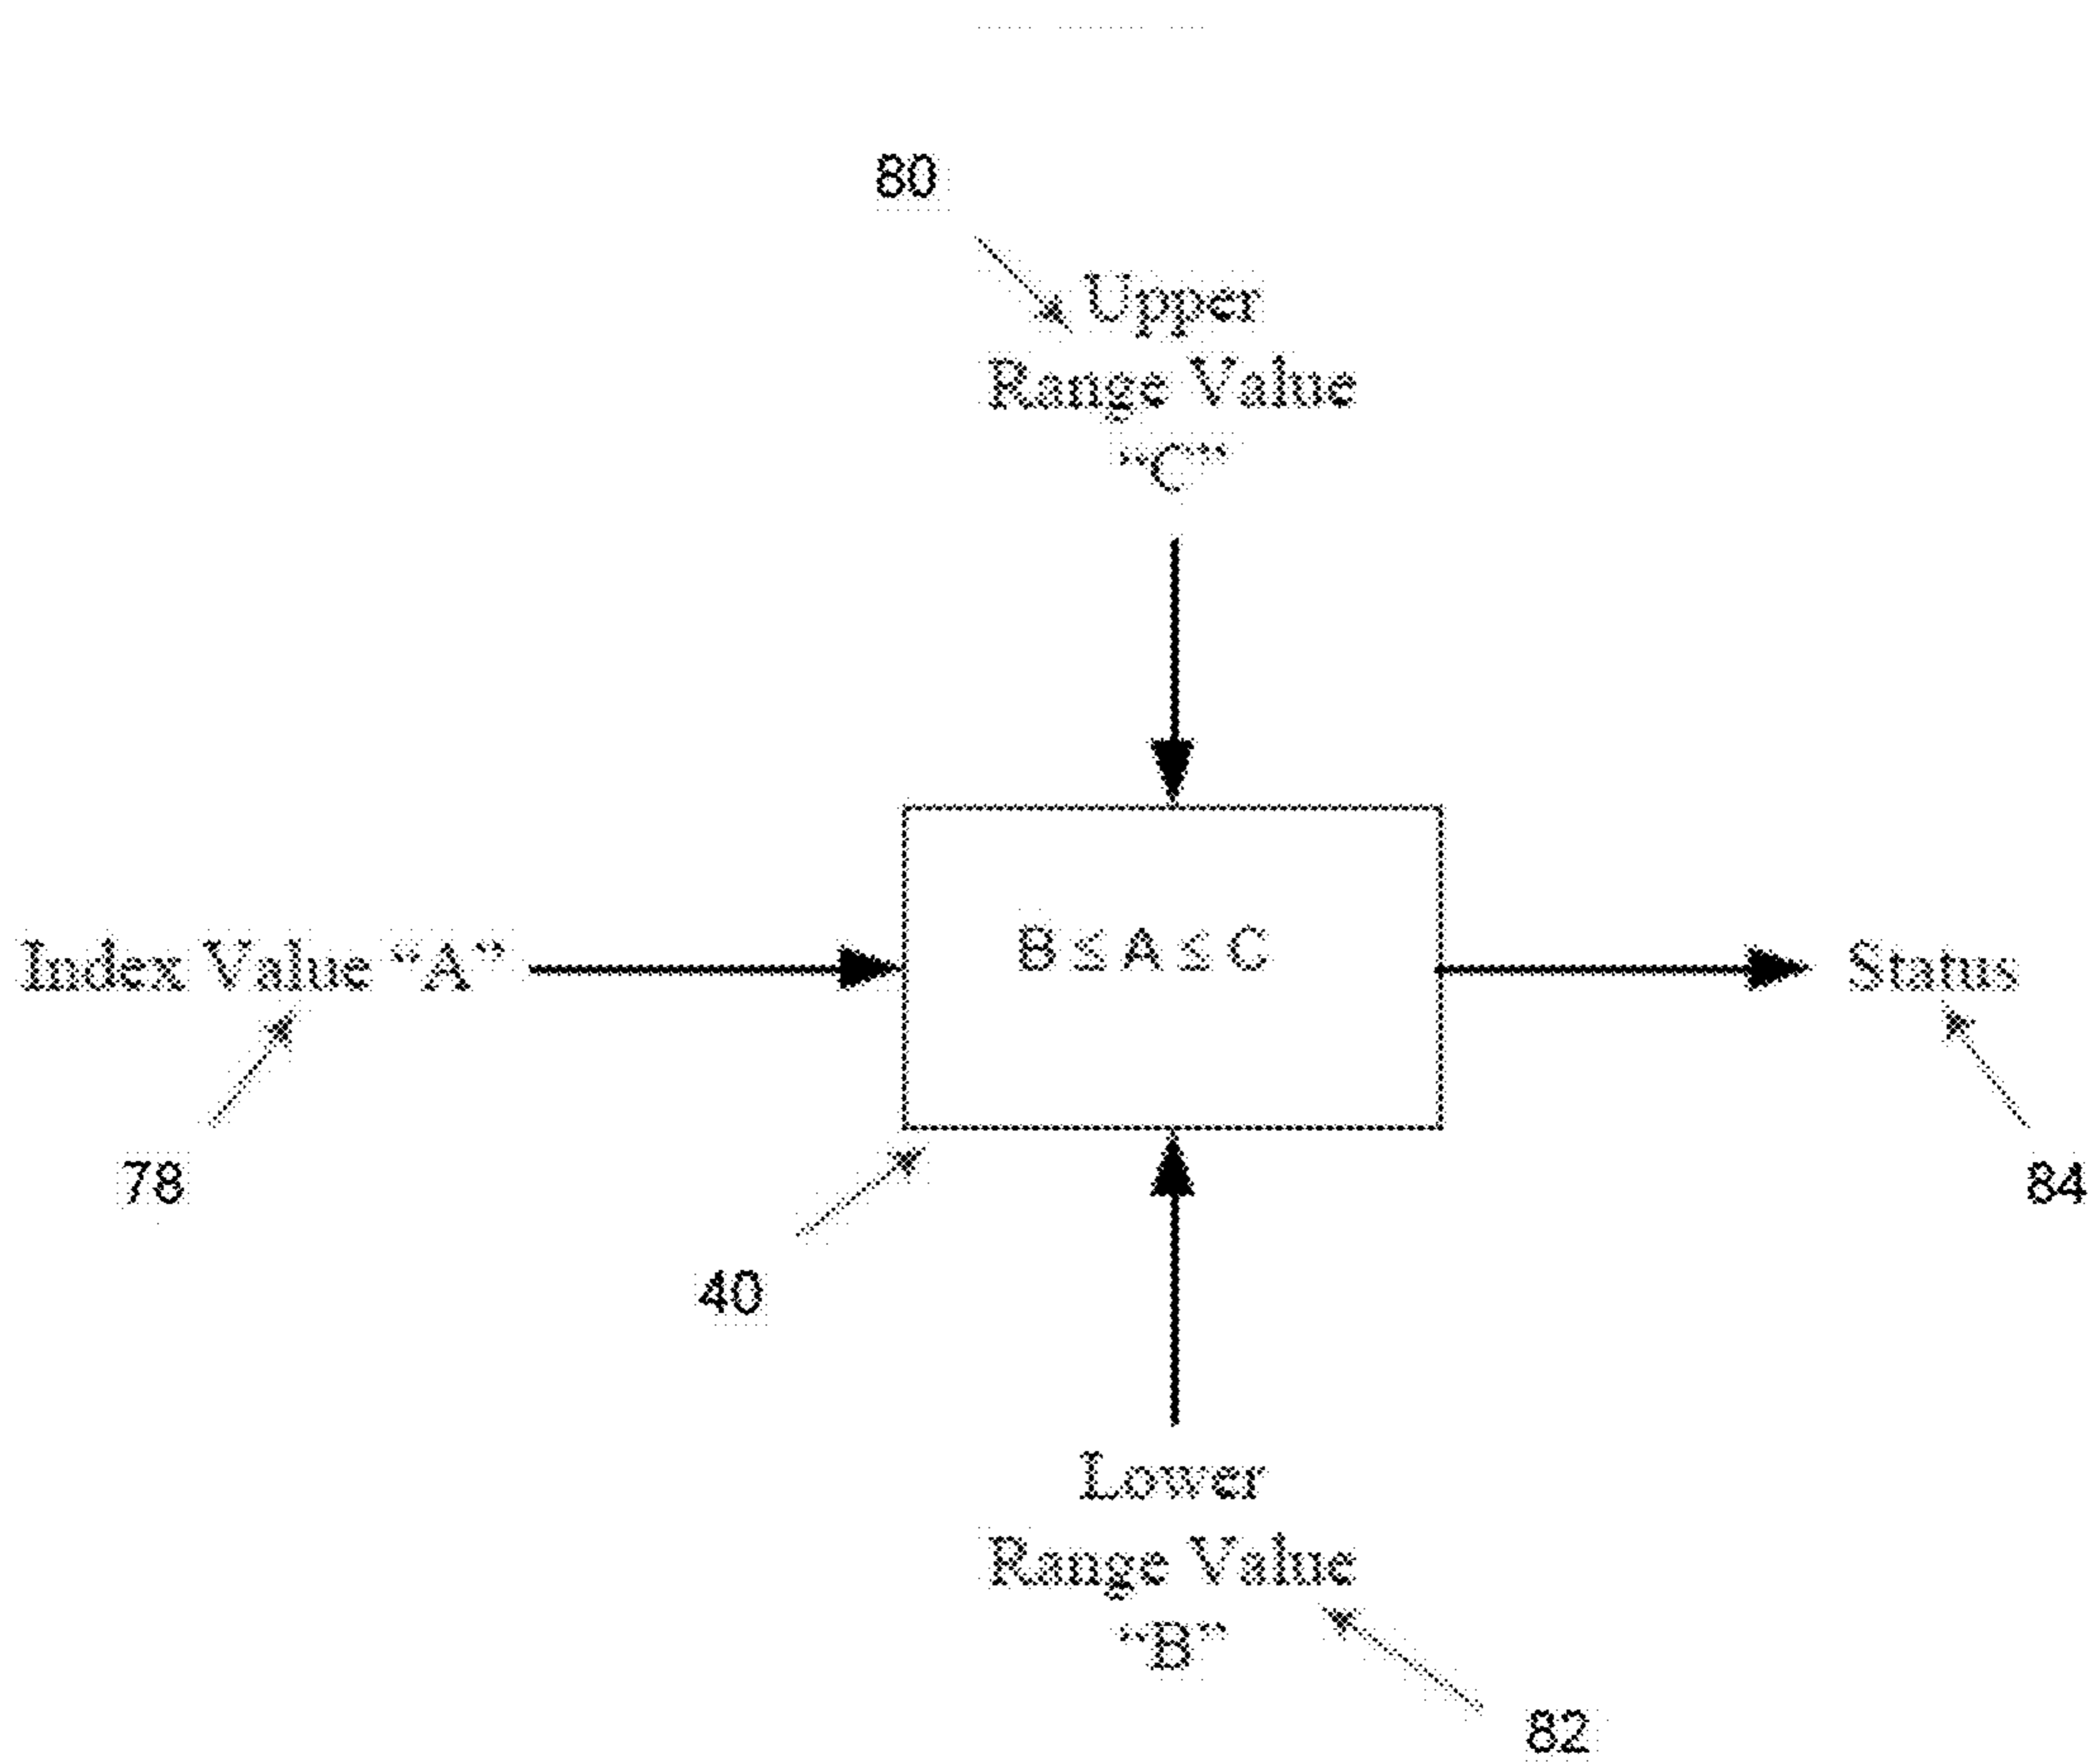 80
Upper
Range Value
“C”
B ≤ A ≤ C
Index Value “A”
Status
78
84
40
Lower
Range Value
“B”
82